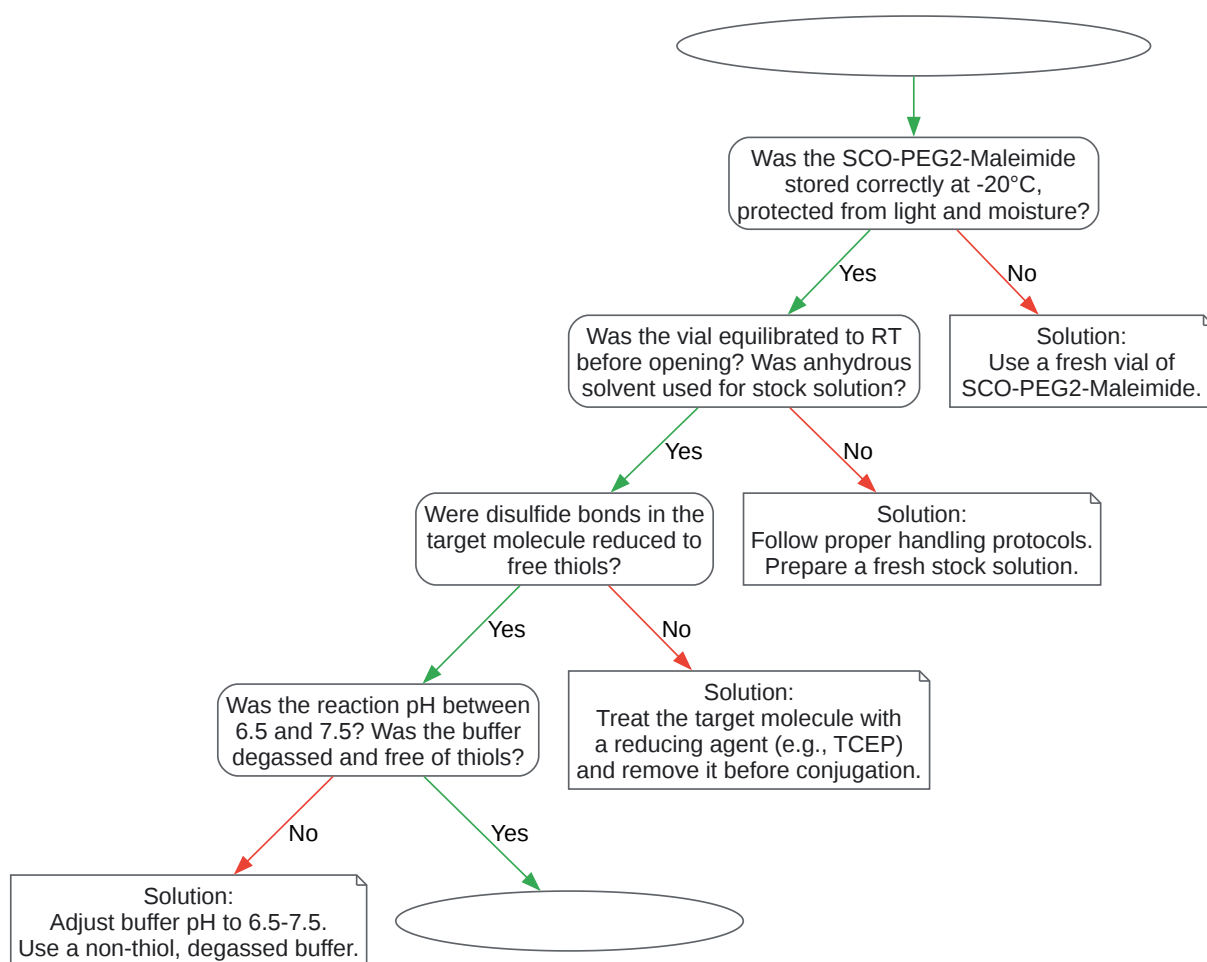 Was the SCO-PEG2-Maleimide
stored correctly at -20°C,
protected from light and moisture?
Yes
No
Was the vial equilibrated to RT
before opening? Was anhydrous
solvent used for stock solution?
Solution:
Use a fresh vial of
SCO-PEG2-Maleimide.
Yes
No
Were disulfide bonds in the
target molecule reduced to
free thiols?
Solution:
Follow proper handling protocols.
Prepare a fresh stock solution.
Yes
No
Was the reaction pH between
6.5 and 7.5? Was the buffer
degassed and free of thiols?
Solution:
Treat the target molecule with
a reducing agent (e.g., TCEP)
and remove it before conjugation.
No
Yes
Solution:
Adjust buffer pH to 6.5-7.5.
Use a non-thiol, degassed buffer.